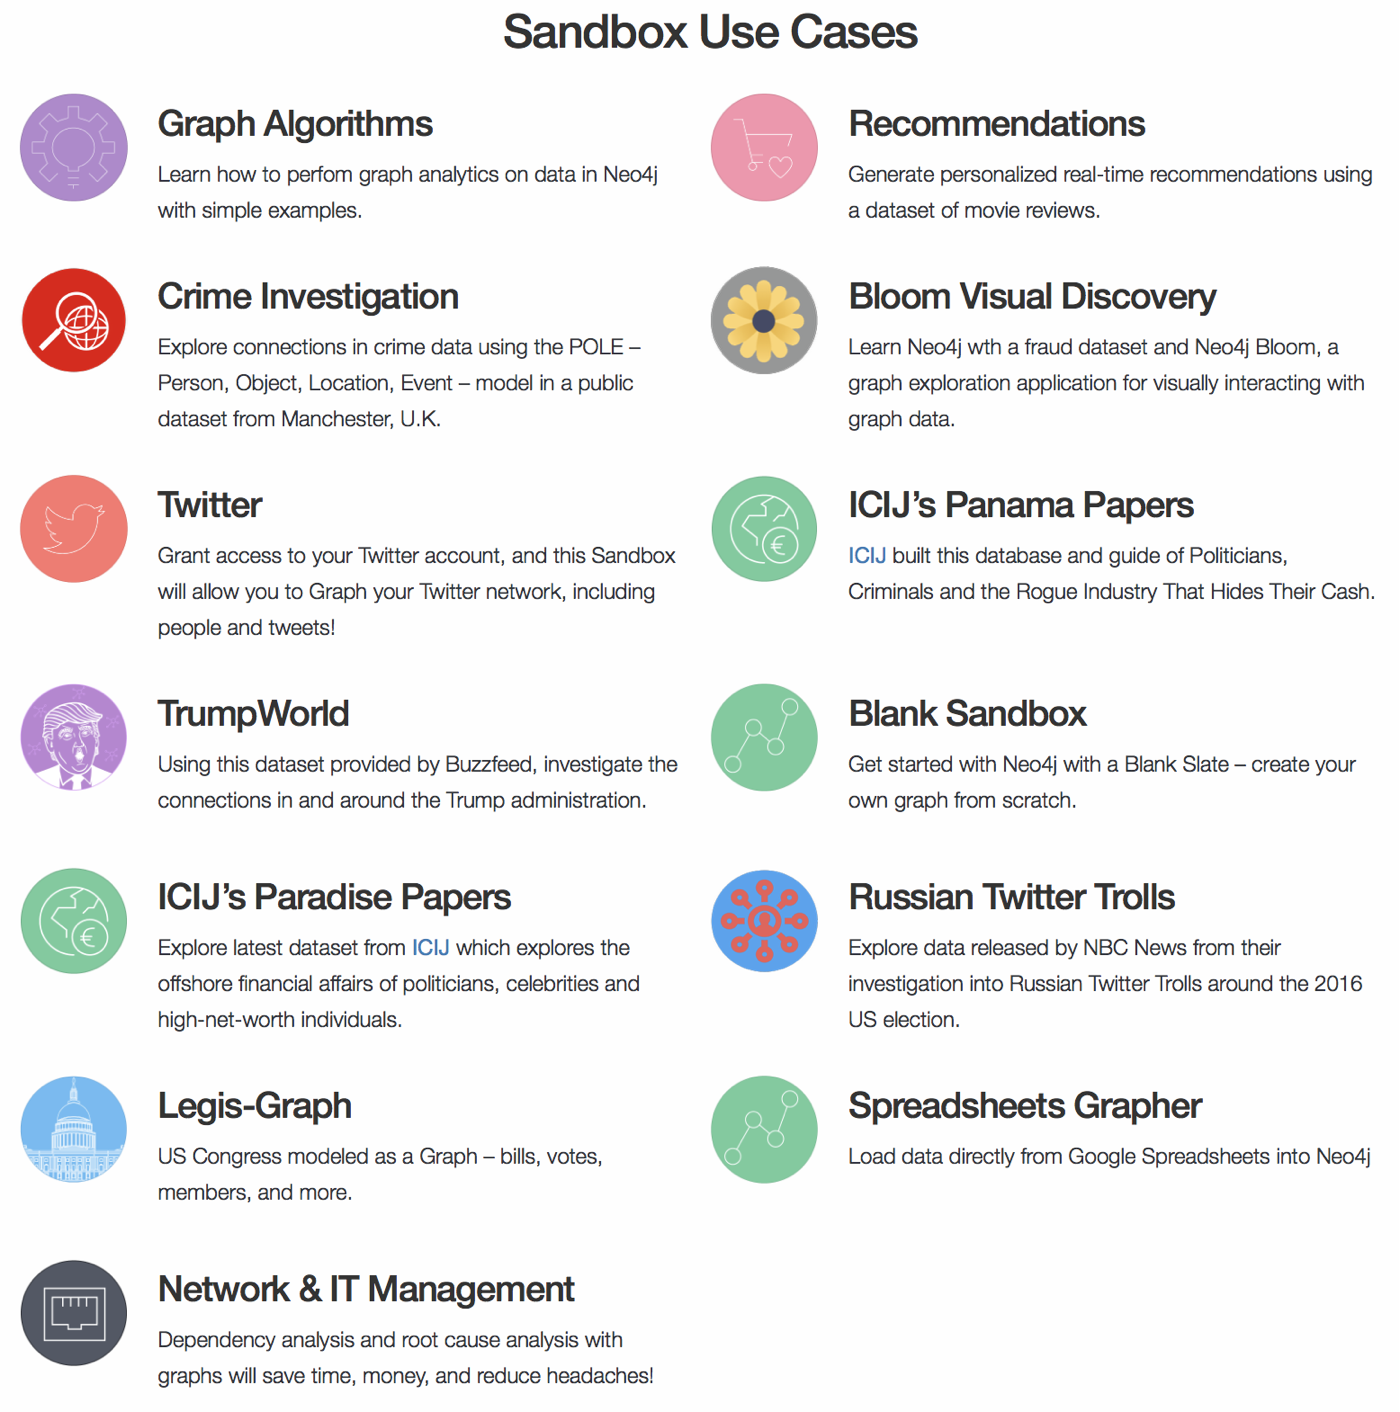 Sandbox Use Cases
Graph Algorithms
Learn how to perfom graph analytics on data in Neo4j
with simple examples.
Recommendations
Generate personalized real-time recommendations using
a dataset of movie reviews.
Crime Investigation
Explore connections in crime data using the POLE –
Person, Object, Location, Event – model in a public
dataset from Manchester, U.K.
Bloom Visual Discovery
Learn Neo4j wth a fraud dataset and Neo4j Bloom, a
graph exploration application for visually interacting with
graph data.
Twitter
Grant access to your Twitter account, and this Sandbox
will allow you to Graph your Twitter network, including
people and tweets!
ICIJ’s Panama Papers
ICIJ built this database and guide of Politicians,
Criminals and the Rogue Industry That Hides Their Cash.
TrumpWorld
Using this dataset provided by Buzzfeed, investigate the
connections in and around the Trump administration.
Blank Sandbox
Get started with Neo4j with a Blank Slate – create your
own graph from scratch.
ICIJ’s Paradise Papers
Explore latest dataset from ICIJ which explores the
offshore financial affairs of politicians, celebrities and
high-net-worth individuals.
Russian Twitter Trolls
Explore data released by NBC News from their
investigation into Russian Twitter Trolls around the 2016
US election.
Legis-Graph
US Congress modeled as a Graph – bills, votes,
members, and more.
Spreadsheets Grapher
Load data directly from Google Spreadsheets into Neo4j
Network & IT Management
Dependency analysis and root cause analysis with
graphs will save time, money, and reduce headaches!